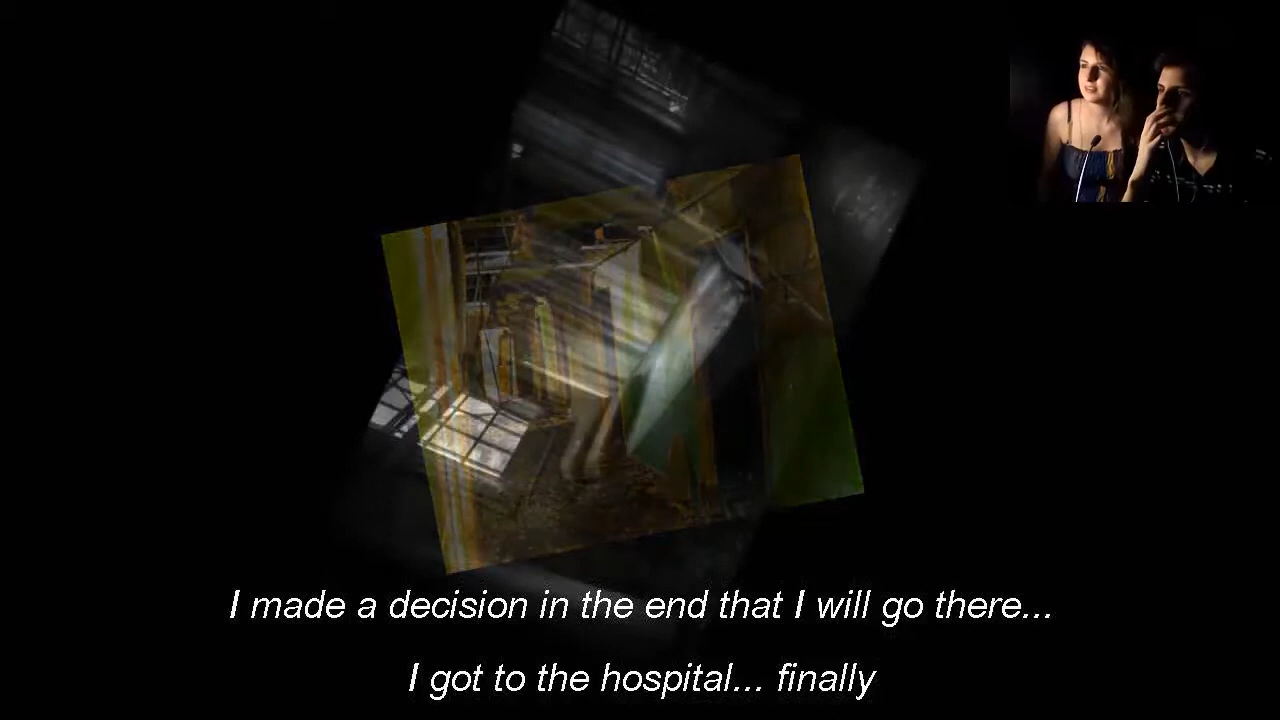 I made a decision in the end that I will go there...
I got to the hospital... finally